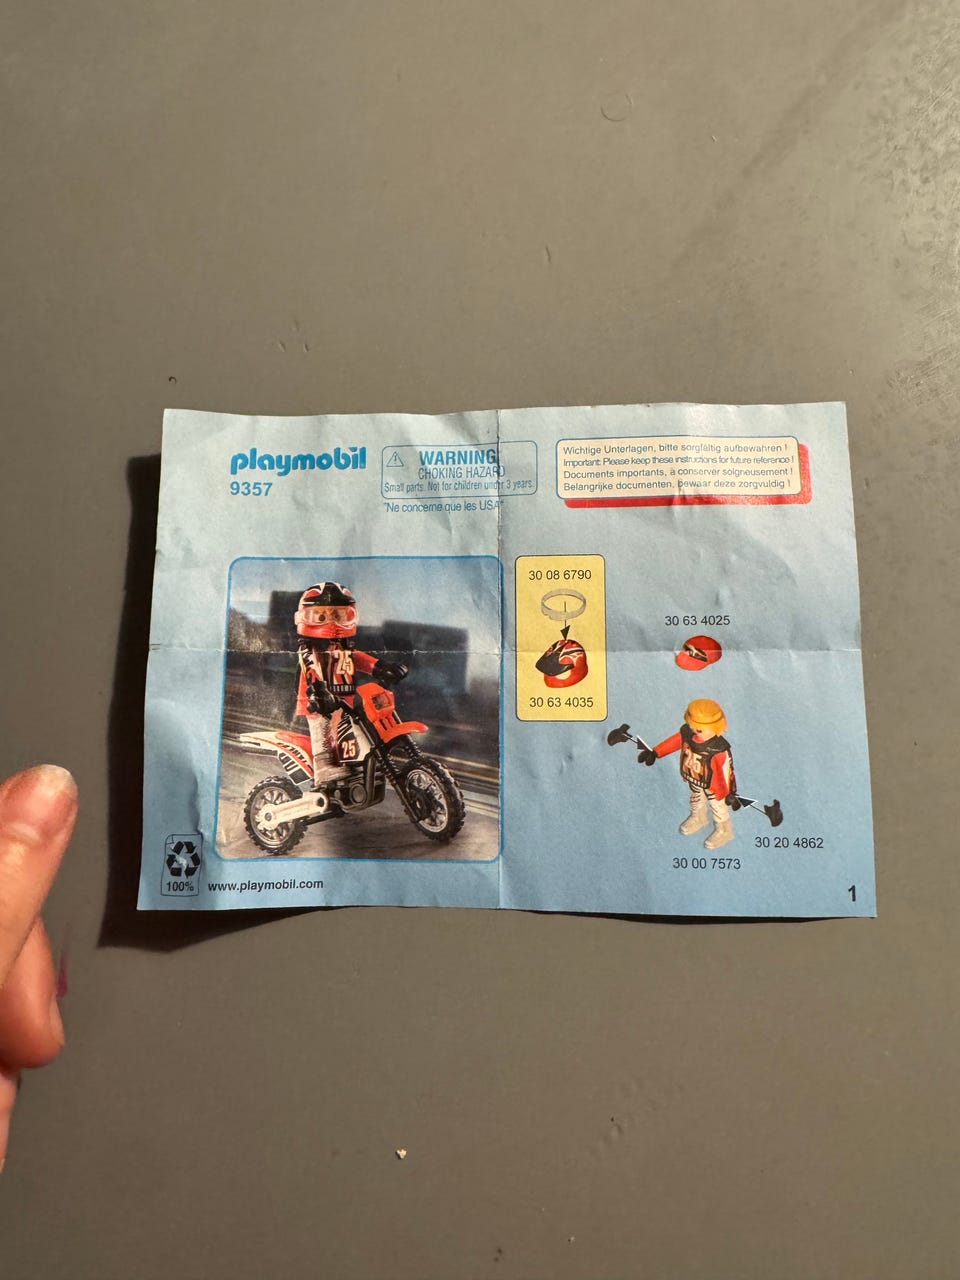 playmobil
9357
WARNING
CHOKING HAZARD
Small parts. Not for children under 3 years.
"Ne concerne que les USA"
Wichtige Unterlagen, bitte sorgfältig aufbewahren !
Important: Please keep these instructions for future reference !
Documents importants, à conserver soigneusement !
Belangrijke documenten, bewaar deze zorgvuldig !
25
25
30 08 6790
30 63 4035
30 63 4025
25
30 20 4862
30 00 7573
100%
www.playmobil.com
1